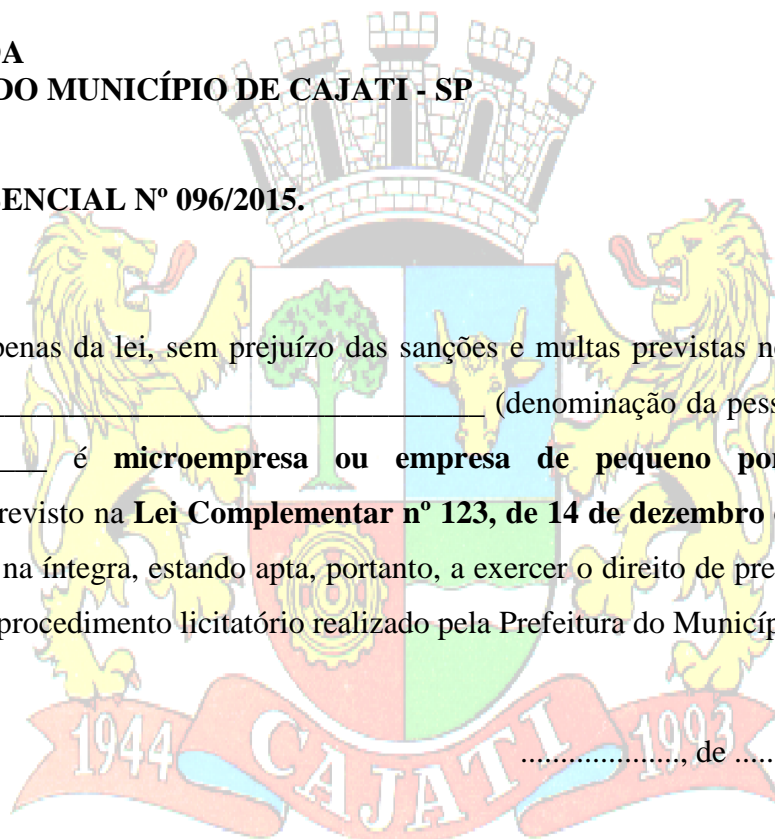 DA
DO MUNICÍPIO DE CAJATI - SP
ENCIAL Nº 096/2015.
penas da lei, sem prejuízo das sanções e multas previstas n
_______________________________ (denominação da pess
___ é microempresa ou empresa de pequeno por
revisto na Lei Complementar nº 123, de 14 de dezembro
na íntegra, estando apta, portanto, a exercer o direito de pre
procedimento licitatório realizado pela Prefeitura do Municíp
...................., de .....
1944 CAJATI 1993